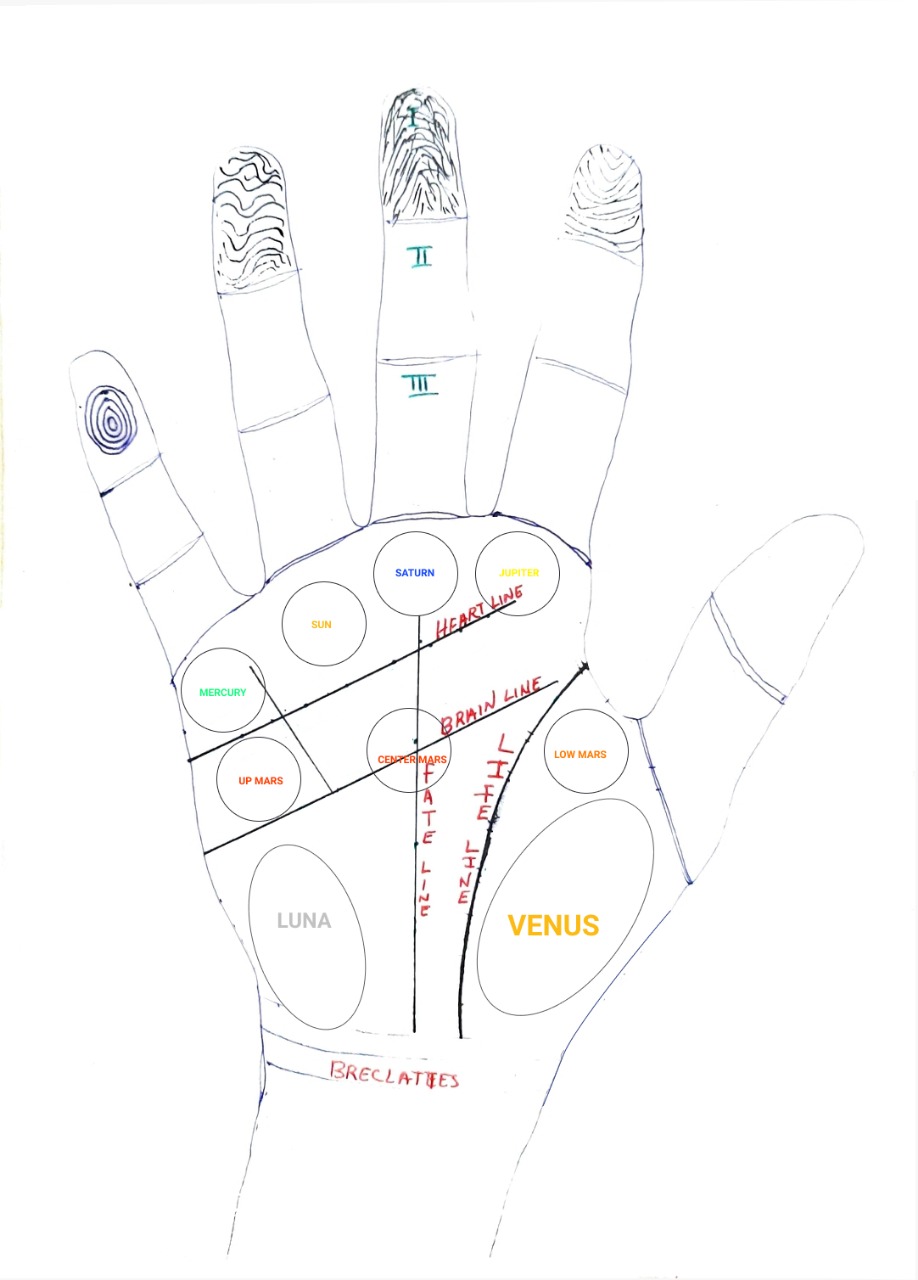 I
II
III
SATURN
JUPITER
SUN
HEART LINE
MERCURY
BRAIN LINE
CENTER MARS
UP MARS
LOW MARS
FATE LINE
LIFE LINE
LUNA
VENUS
BRECLATTES